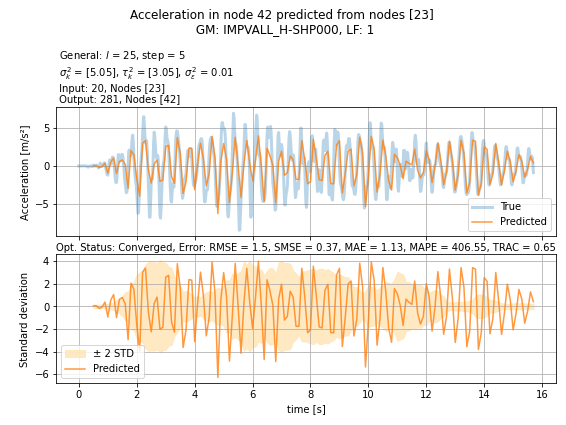 Acceleration in node 42 predicted from nodes [23]
GM: IMPVALL_H-SHP000, LF: 1
General: l = 25, step = 5
σ²ₖ = [5.05], τ²ₖ = [3.05], σ²ε = 0.01
Input: 20, Nodes [23]
Output: 281, Nodes [42]
Acceleration [m/s²]
5
0
−5
True
Predicted
Opt. Status: Converged, Error: RMSE = 1.5, SMSE = 0.37, MAE = 1.13, MAPE = 406.55, TRAC = 0.65
Standard deviation
4
2
0
−2
−4
−6
± 2 STD
Predicted
0 2 4 6 8 10 12 14 16
time [s]